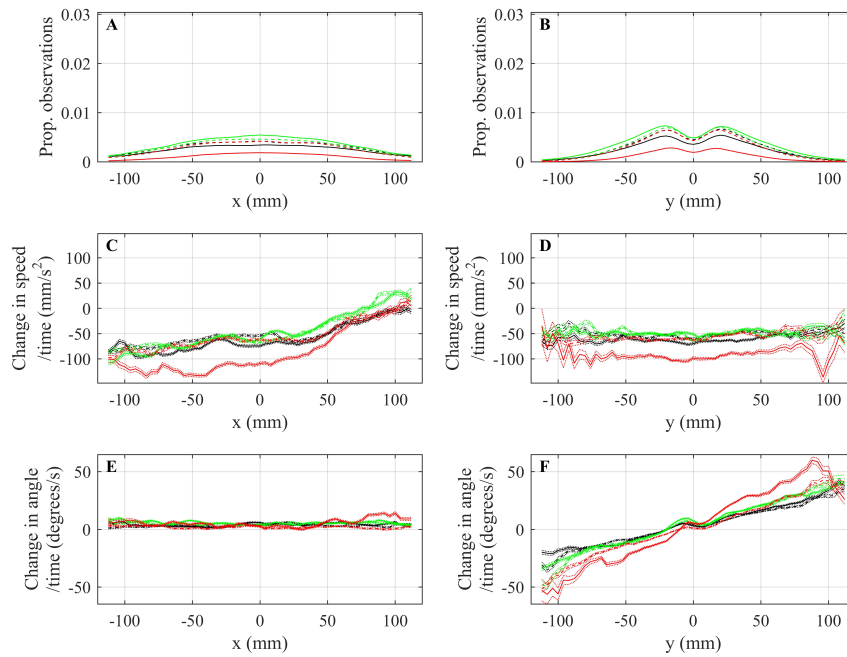 A
Prop. observations
0.03
0.02
0.01
0
-100 -50 0 50 100
x (mm)
B
Prop. observations
0.03
0.02
0.01
0
-100 -50 0 50 100
y (mm)
C
Change in speed
/time (mm/s²)
100
50
0
-50
-100
-100 -50 0 50 100
x (mm)
D
Change in speed
/time (mm/s²)
100
50
0
-50
-100
-100 -50 0 50 100
y (mm)
E
Change in angle
/time (degrees/s)
50
0
-50
-100 -50 0 50 100
x (mm)
F
Change in angle
/time (degrees/s)
50
0
-50
-100 -50 0 50 100
y (mm)